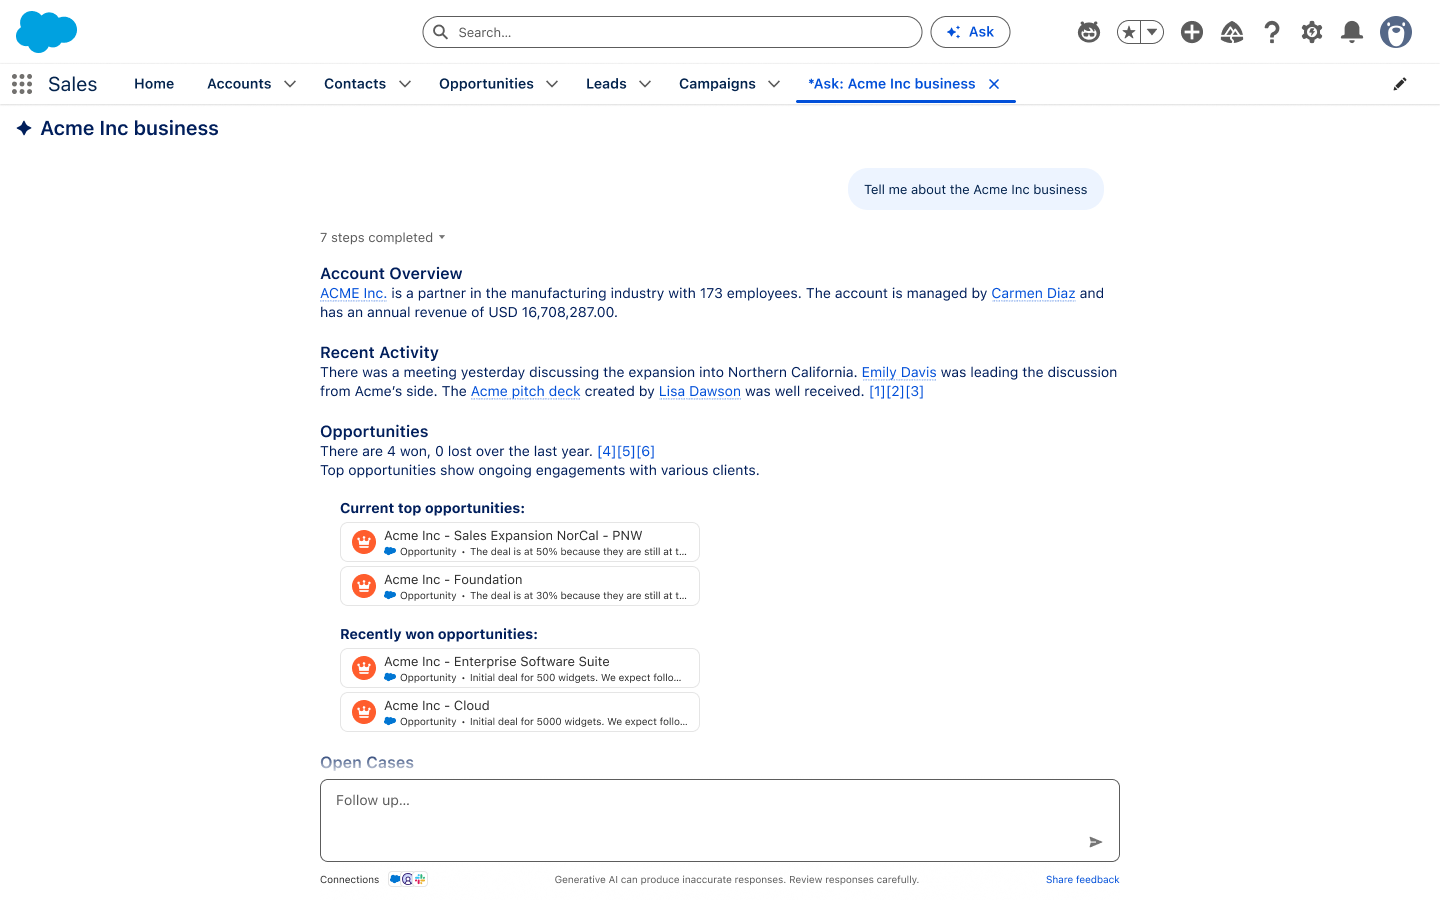 Search...
Ask
Sales
Home
Accounts
Contacts
Opportunities
Leads
Campaigns
*Ask: Acme Inc business
Acme Inc business
Tell me about the Acme Inc business
7 steps completed
Account Overview
ACME Inc. is a partner in the manufacturing industry with 173 employees. The account is managed by Carmen Diaz and
has an annual revenue of USD 16,708,287.00.
Recent Activity
There was a meeting yesterday discussing the expansion into Northern California. Emily Davis was leading the discussion
from Acme’s side. The Acme pitch deck created by Lisa Dawson was well received. [1][2][3]
Opportunities
There are 4 won, 0 lost over the last year. [4][5][6]
Top opportunities show ongoing engagements with various clients.
Current top opportunities:
Acme Inc - Sales Expansion NorCal - PNW
Opportunity • The deal is at 50% because they are still at t...
Acme Inc - Foundation
Opportunity • The deal is at 30% because they are still at t...
Recently won opportunities:
Acme Inc - Enterprise Software Suite
Opportunity • Initial deal for 500 widgets. We expect follo...
Acme Inc - Cloud
Opportunity • Initial deal for 5000 widgets. We expect follo...
Open Cases
Follow up...
Connections
Generative AI can produce inaccurate responses. Review responses carefully.
Share feedback